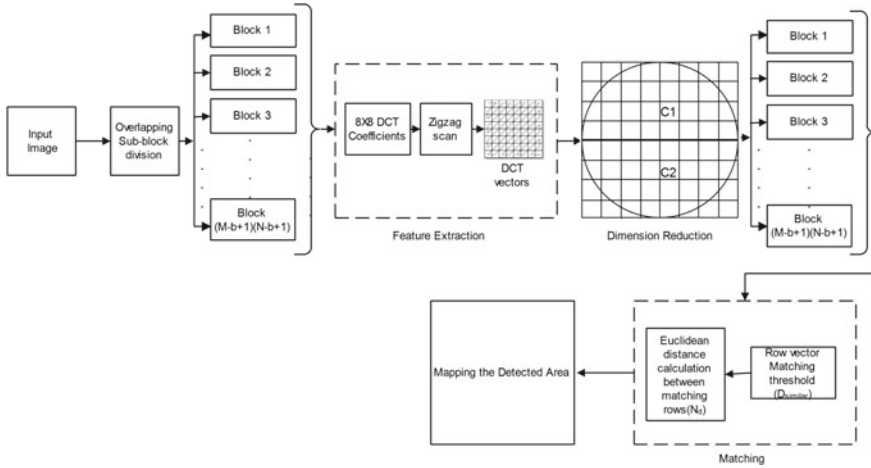 Input
Image
Overlapping
Sub-block
division
Block 1
Block 2
Block 3
Block
(M-b+1)(N-b+1)
8X8 DCT
Coefficients
Zigzag
scan
DCT
vectors
Feature Extraction
C1
C2
Dimension Reduction
Block 1
Block 2
Block 3
Block
(M-b+1)(N-b+1)
Mapping the Detected Area
Euclidean
distance
calculation
between
matching
rows(Nd)
Row vector
Matching
threshold
(Dsimilar)
Matching